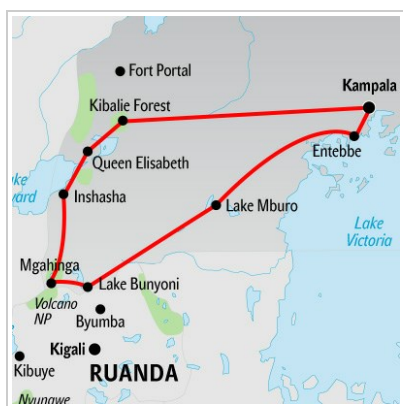 Fort Portal
Kampala
Kibalie Forest
Queen Elisabeth
Entebbe
ke
ard
Inshasha
Lake Mburo
Lake
Victoria
Mgahinga
Lake Bunyoni
Volcano
NP
Byumba
Kigali
Kibuye
RUANDA
Nyungwe